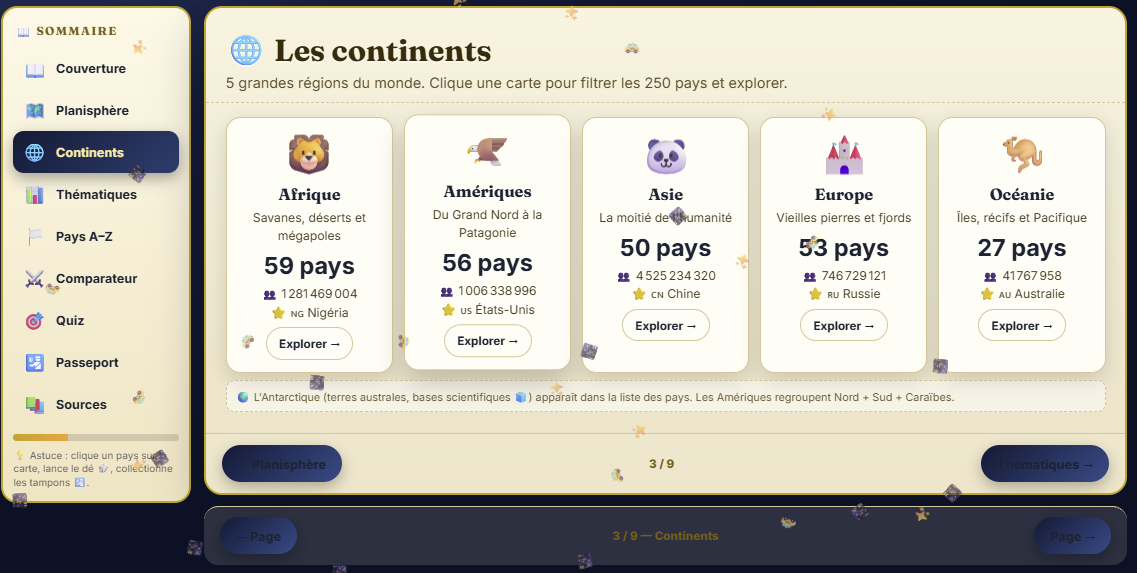 SOMMAIRE
Couverture
Planisphère
Continents
Thématiques
Pays A–Z
Comparateur
Quiz
Passeport
Sources
Astuce : clique un pays sur la
carte, lance le dé 🎲, collectionne
les tampons 🛂.
Les continents
5 grandes régions du monde. Clique une carte pour filtrer les 250 pays et explorer.
Afrique
Savanes, déserts et
mégapoles
59 pays
1 281 469 004
NG Nigéria
Explorer →
Amériques
Du Grand Nord à la
Patagonie
56 pays
1 006 338 996
US États-Unis
Explorer →
Asie
La moitié de l'humanité
50 pays
4 525 234 320
CN Chine
Explorer →
Europe
Vieilles pierres et fjords
53 pays
746 729 121
RU Russie
Explorer →
Océanie
Îles, récifs et Pacifique
27 pays
41 767 958
AU Australie
Explorer →
L'Antarctique (terres australes, bases scientifiques 🧊) apparaît dans la liste des pays. Les Amériques regroupent Nord + Sud + Caraïbes.
← Planisphère
3 / 9
Thématiques →
← Page
3 / 9 — Continents
Page →